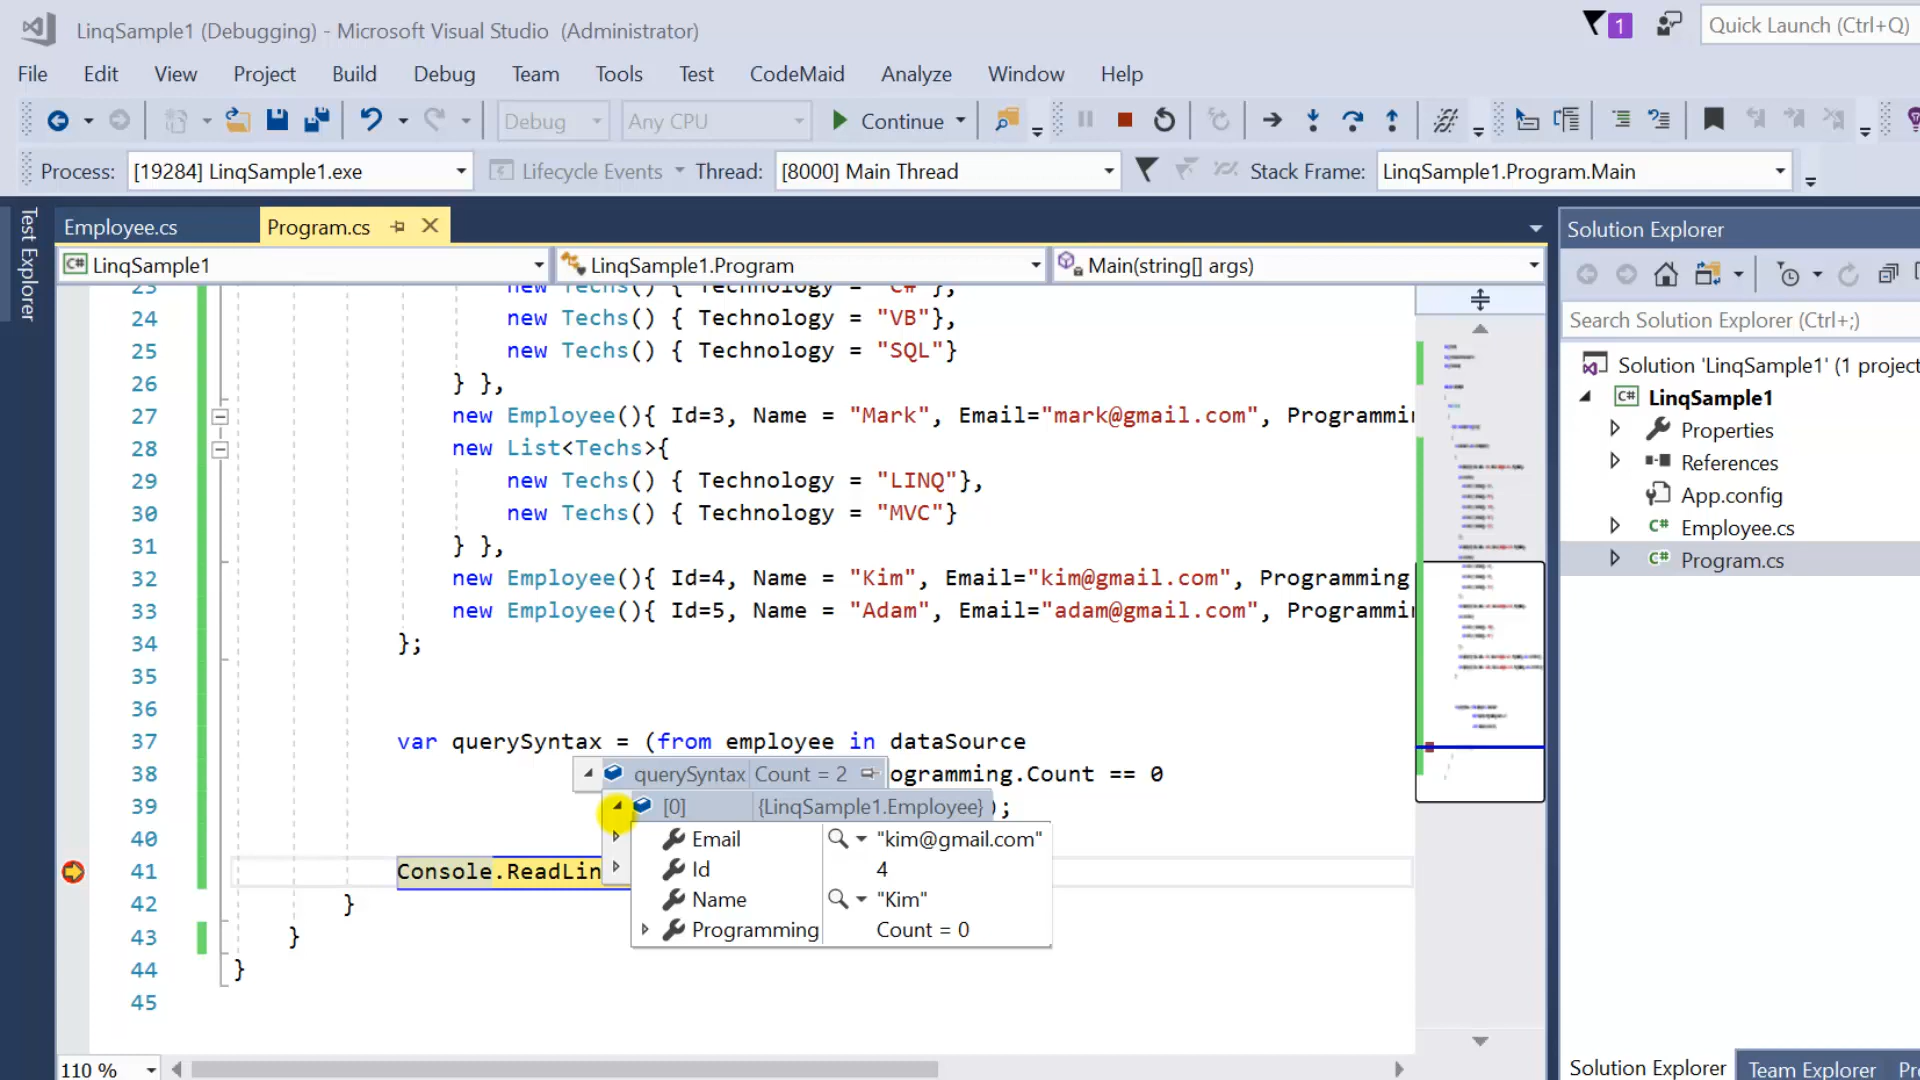 LinqSample1 (Debugging) - Microsoft Visual Studio (Administrator)
1
Quick Launch (Ctrl+Q)
File Edit View Project Build Debug Team Tools Test CodeMaid Analyze Window Help
Debug Any CPU Continue
Process: [19284] LinqSample1.exe Lifecycle Events Thread: [8000] Main Thread Stack Frame: LinqSample1.Program.Main
Test Explorer
Employee.cs Program.cs
C# LinqSample1 LinqSample1.Program Main(string[] args)
23 new Techs() { Technology = "C#"},
24 new Techs() { Technology = "VB"},
25 new Techs() { Technology = "SQL"}
26 } },
27 new Employee(){ Id=3, Name = "Mark", Email="mark@gmail.com", Programmin
28 new List<Techs>{
29 new Techs() { Technology = "LINQ"},
30 new Techs() { Technology = "MVC"}
31 } },
32 new Employee(){ Id=4, Name = "Kim", Email="kim@gmail.com", Programming
33 new Employee(){ Id=5, Name = "Adam", Email="adam@gmail.com", Programmin
34 };
35
36
37 var querySyntax = (from employee in dataSource
38 ogramming.Count == 0
39 );
40
41 Console.ReadLin
42 }
43 }
44 }
45
querySyntax Count = 2
[0] {LinqSample1.Employee}
Email "kim@gmail.com"
Id 4
Name "Kim"
Programming Count = 0
110 %
Solution Explorer
Search Solution Explorer (Ctrl+;)
Solution 'LinqSample1' (1 project
C# LinqSample1
Properties
References
App.config
C# Employee.cs
C# Program.cs
Solution Explorer Team Explorer Pr